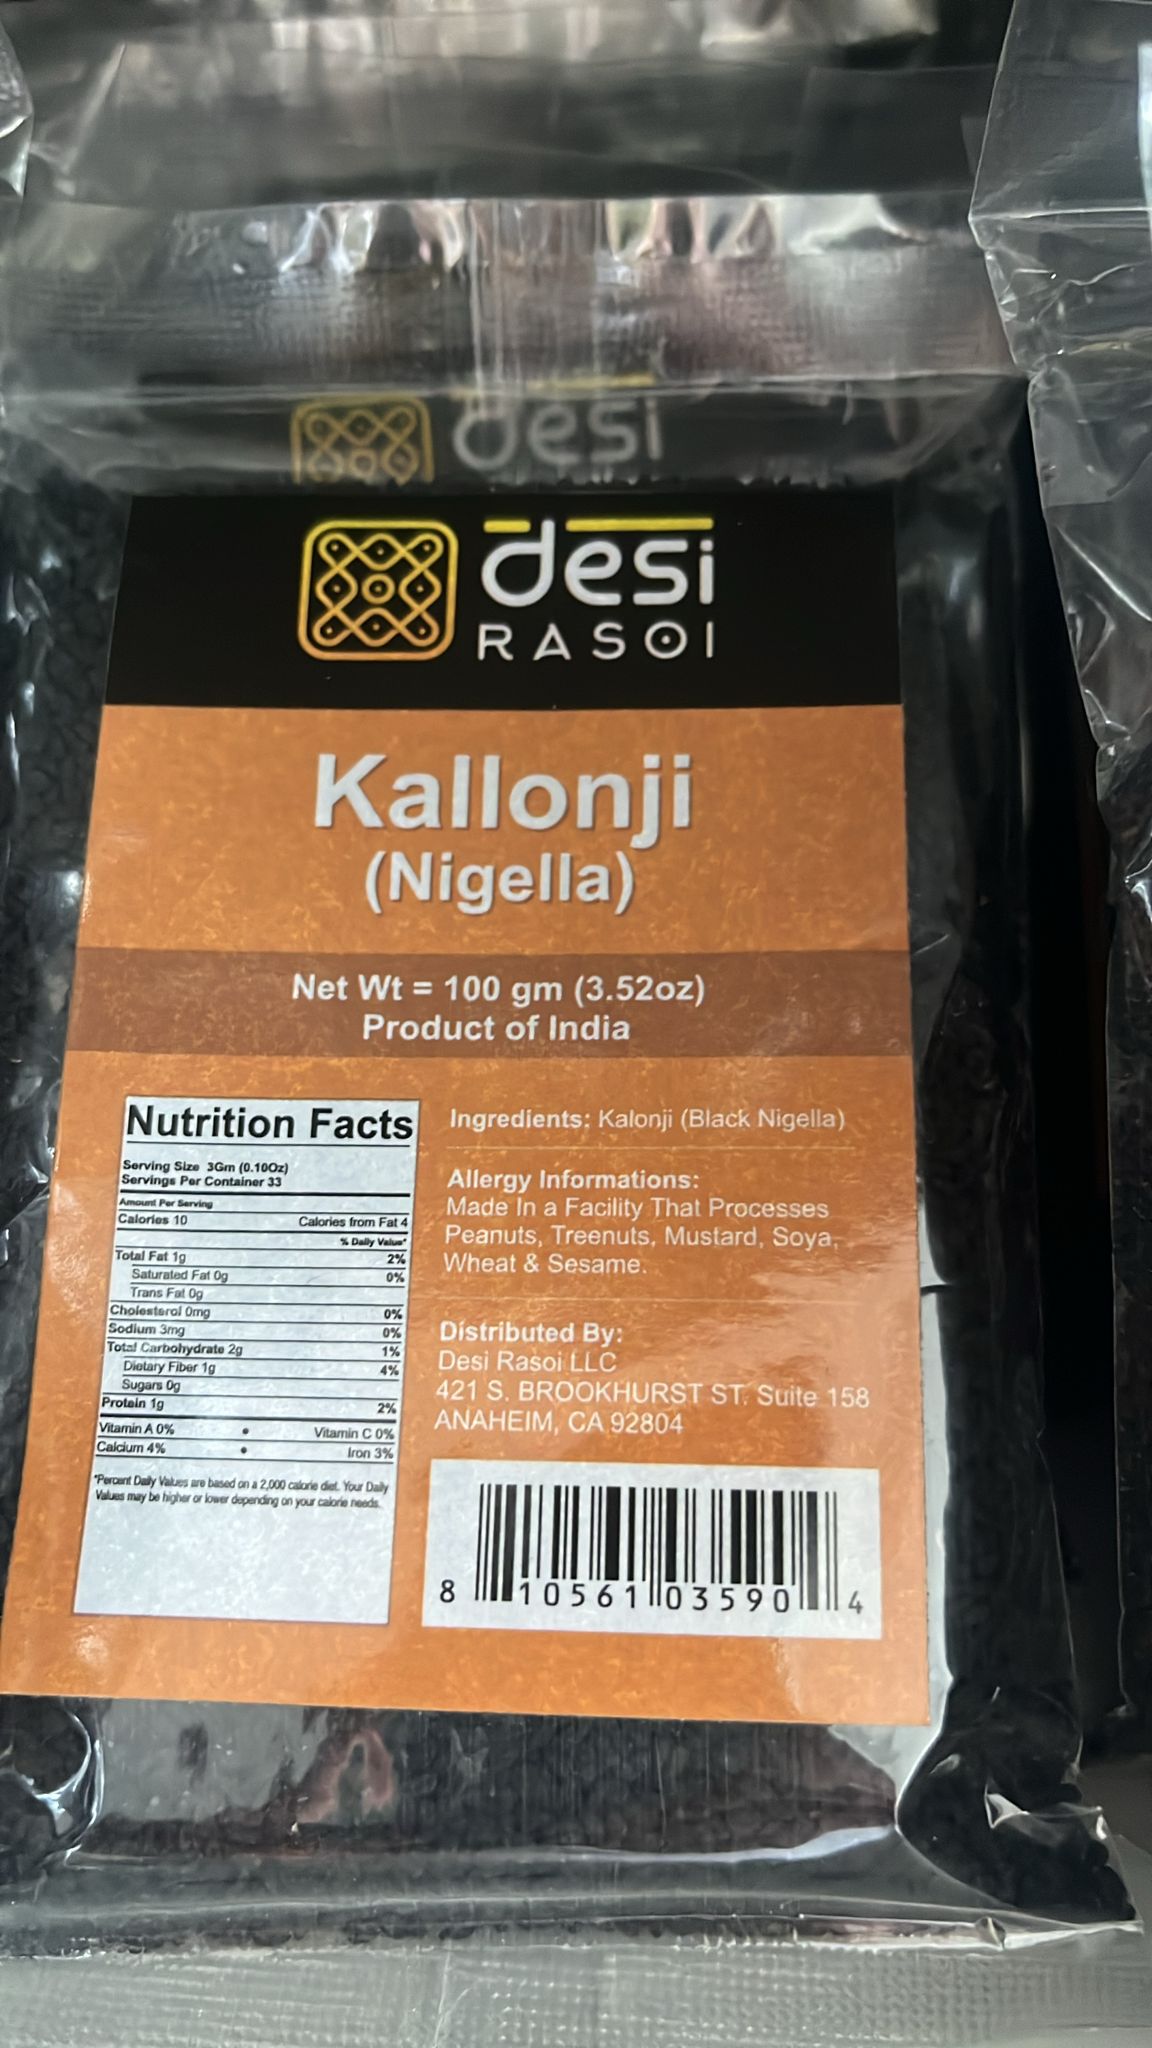 desi
desi
RASOI
Kallonji
(Nigella)
Net Wt = 100 gm (3.52oz)
Product of India
Nutrition Facts
Serving Size 3Gm (0.10Oz)
Servings Per Container 33
Amount Per Serving
Calories 10 Calories from Fat 4
% Daily Value*
Total Fat 1g 2%
Saturated Fat 0g 0%
Trans Fat 0g
Cholesterol 0mg 0%
Sodium 3mg 0%
Total Carbohydrate 2g 1%
Dietary Fiber 1g 4%
Sugars 0g
Protein 1g 2%
Vitamin A 0% • Vitamin C 0%
Calcium 4% • Iron 3%
*Percent Daily Values are based on a 2,000 calorie diet. Your Daily
Values may be higher or lower depending on your calorie needs.
Ingredients: Kalonji (Black Nigella)
Allergy Informations:
Made In a Facility That Processes
Peanuts, Treenuts, Mustard, Soya,
Wheat & Sesame.
Distributed By:
Desi Rasoi LLC
421 S. BROOKHURST ST. Suite 158
ANAHEIM, CA 92804
8 10561 03590 4